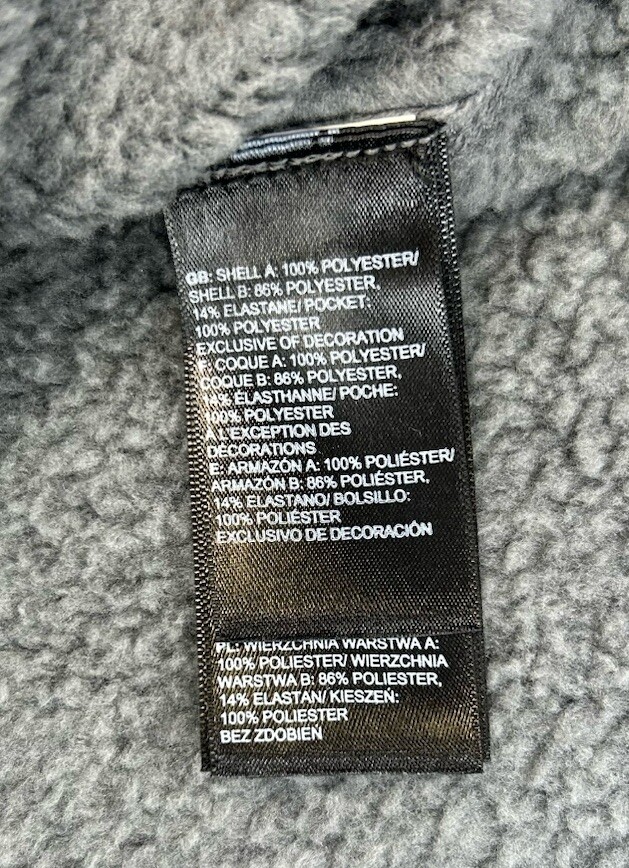 GB: SHELL A: 100% POLYESTER/
SHELL B: 86% POLYESTER,
14% ELASTANE/ POCKET:
100% POLYESTER
EXCLUSIVE OF DECORATION
F: COQUE A: 100% POLYESTER/
COQUE B: 86% POLYESTER,
14% ÉLASTHANNE/ POCHE:
100% POLYESTER
À L'EXCEPTION DES
DÉCORATIONS
E: ARMAZÓN A: 100% POLIÉSTER/
ARMAZÓN B: 86% POLIÉSTER,
14% ELASTANO/ BOLSILLO:
100% POLIÉSTER
EXCLUSIVO DE DECORACIÓN
PL: WIERZCHNIA WARSTWA A:
100% POLIESTER/ WIERZCHNIA
WARSTWA B: 86% POLIESTER,
14% ELASTAN/ KIESZEŃ:
100% POLIESTER
BEZ ZDOBIEŃ